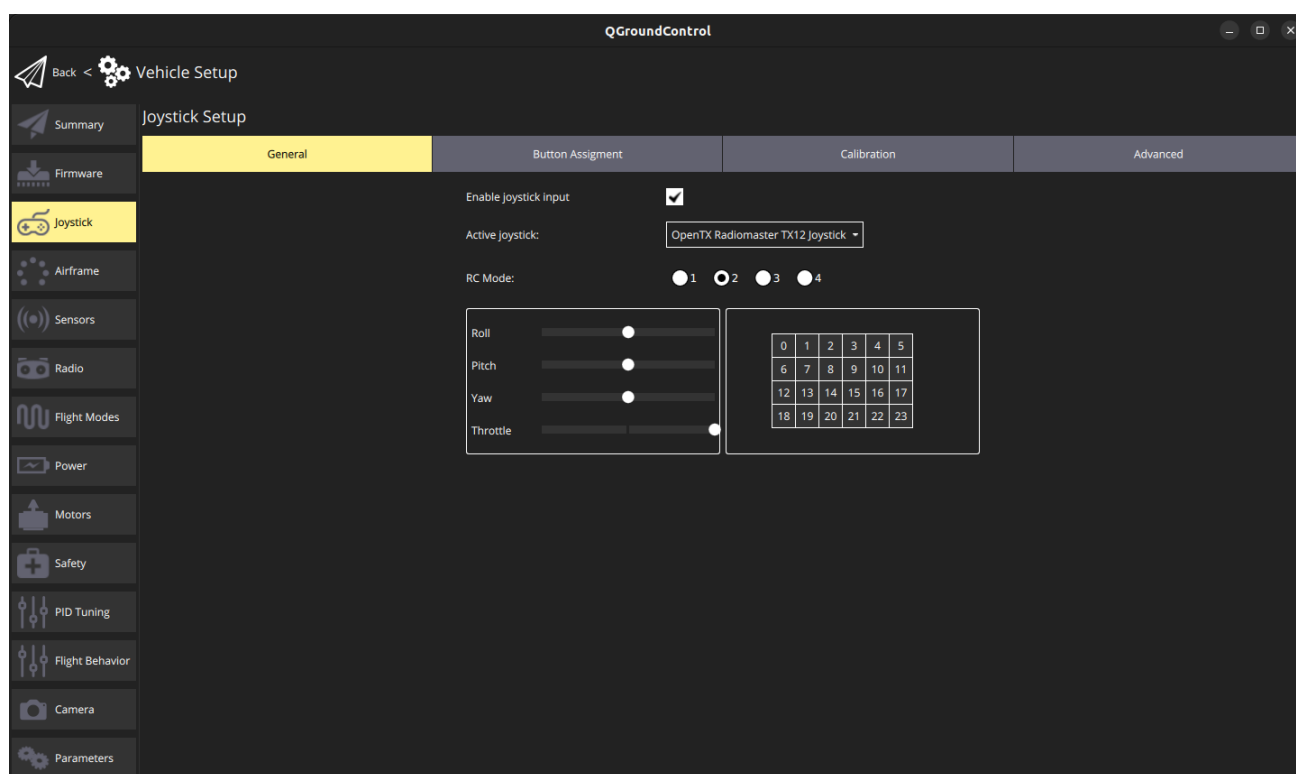 QGroundControl
Back < Vehicle Setup
Summary
Firmware
Joystick
Airframe
Sensors
Radio
Flight Modes
Power
Motors
Safety
PID Tuning
Flight Behavior
Camera
Parameters
Joystick Setup
General Button Assigment Calibration Advanced
Enable joystick input
Active joystick: OpenTX Radiomaster TX12 Joystick
RC Mode: 1 2 3 4
Roll
Pitch
Yaw
Throttle
0 1 2 3 4 5
6 7 8 9 10 11
12 13 14 15 16 17
18 19 20 21 22 23